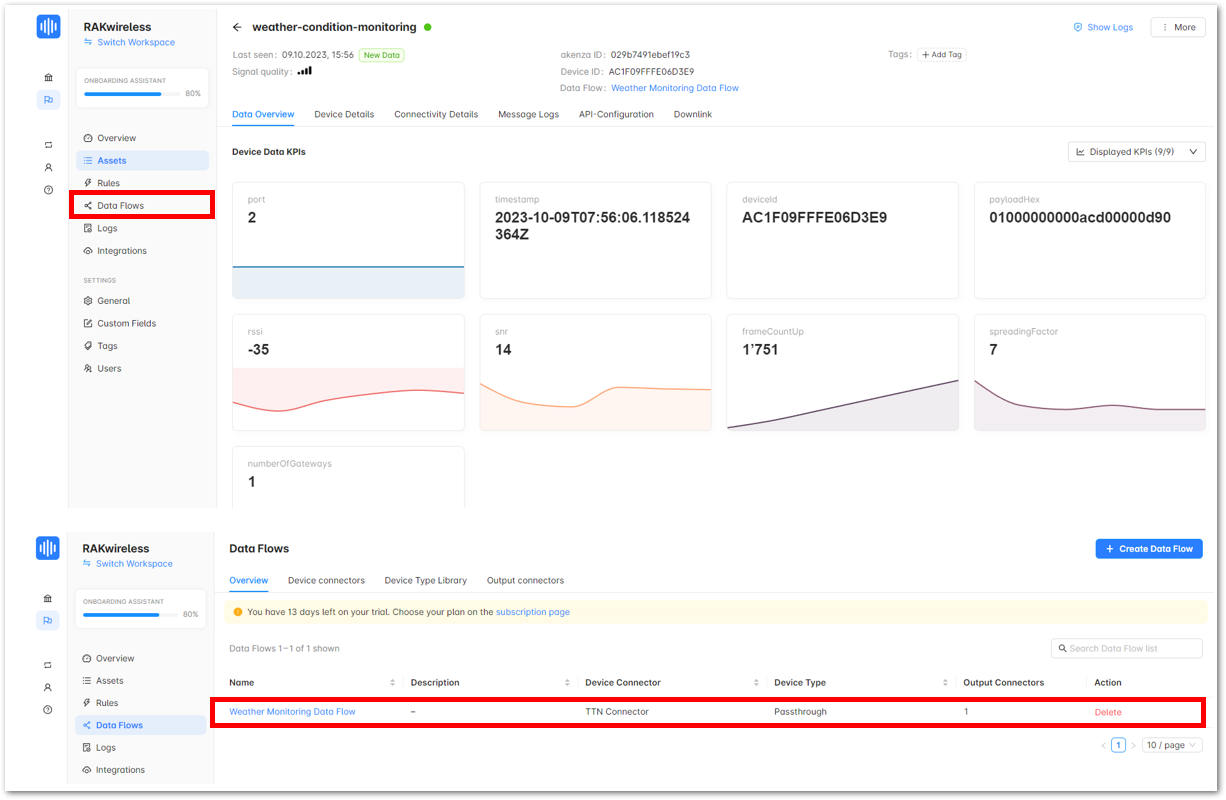 RAKwireless
Switch Workspace
ONBOARDING ASSISTANT
80%
Overview
Assets
Rules
Data Flows
Logs
Integrations
SETTINGS
General
Custom Fields
Tags
Users
weather-condition-monitoring
Show Logs
More
Last seen: 09.10.2023, 15:56 New Data
Signal quality:
akenza ID: 029b7491ebef19c3
Device ID: AC1F09FFFE06D3E9
Data Flow: Weather Monitoring Data Flow
Tags: + Add Tag
Data Overview Device Details Connectivity Details Message Logs API-Configuration Downlink
Device Data KPIs
Displayed KPIs (9/9)
port
2
timestamp
2023-10-09T07:56:06.118524
364Z
deviceId
AC1F09FFFE06D3E9
payloadHex
01000000000acd00000d90
rssi
-35
snr
14
frameCountUp
1’751
spreadingFactor
7
numberOfGateways
1
RAKwireless
Switch Workspace
ONBOARDING ASSISTANT
80%
Overview
Assets
Rules
Data Flows
Logs
Integrations
Data Flows
+ Create Data Flow
Overview Device connectors Device Type Library Output connectors
You have 13 days left on your trial. Choose your plan on the subscription page
Data Flows 1–1 of 1 shown
Search Data Flow list
Name Description Device Connector Device Type Output Connectors Action
Weather Monitoring Data Flow – TTN Connector Passthrough 1 Delete
< 1 > 10 / page